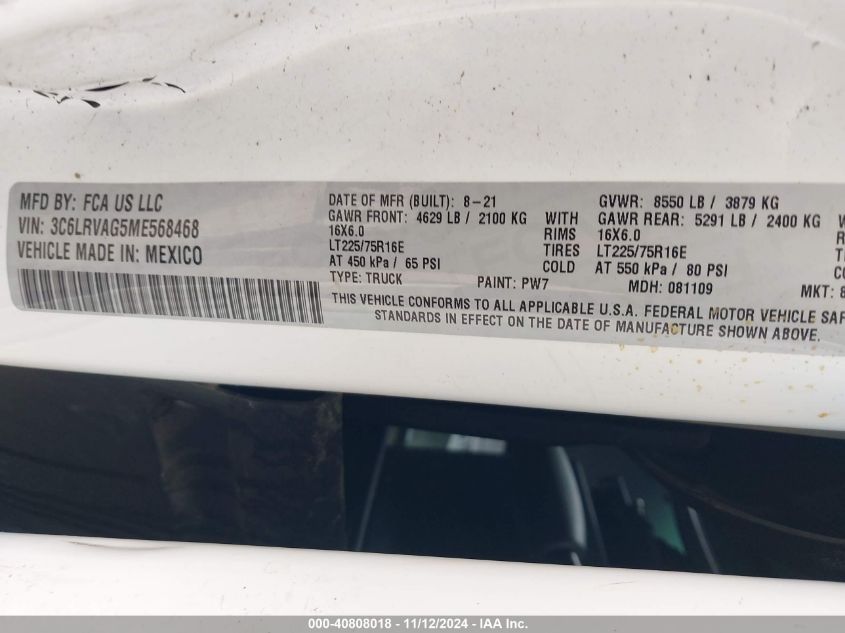 MFD BY: FCA US LLC
VIN: 3C6LRVAG5ME568468
VEHICLE MADE IN: MEXICO
DATE OF MFR (BUILT): 8-21 GVWR: 8550 LB / 3879 KG
GAWR FRONT: 4629 LB / 2100 KG WITH GAWR REAR: 5291 LB / 2400 KG
16X6.0 RIMS 16X6.0
LT225/75R16E TIRES LT225/75R16E
AT 450 kPa / 65 PSI COLD AT 550 kPa / 80 PSI
TYPE: TRUCK PAINT: PW7 MDH: 081109 MKT:
THIS VEHICLE CONFORMS TO ALL APPLICABLE U.S.A. FEDERAL MOTOR VEHICLE
STANDARDS IN EFFECT ON THE DATE OF MANUFACTURE SHOWN ABOVE.
000-40808018 - 11/12/2024 - IAA Inc.